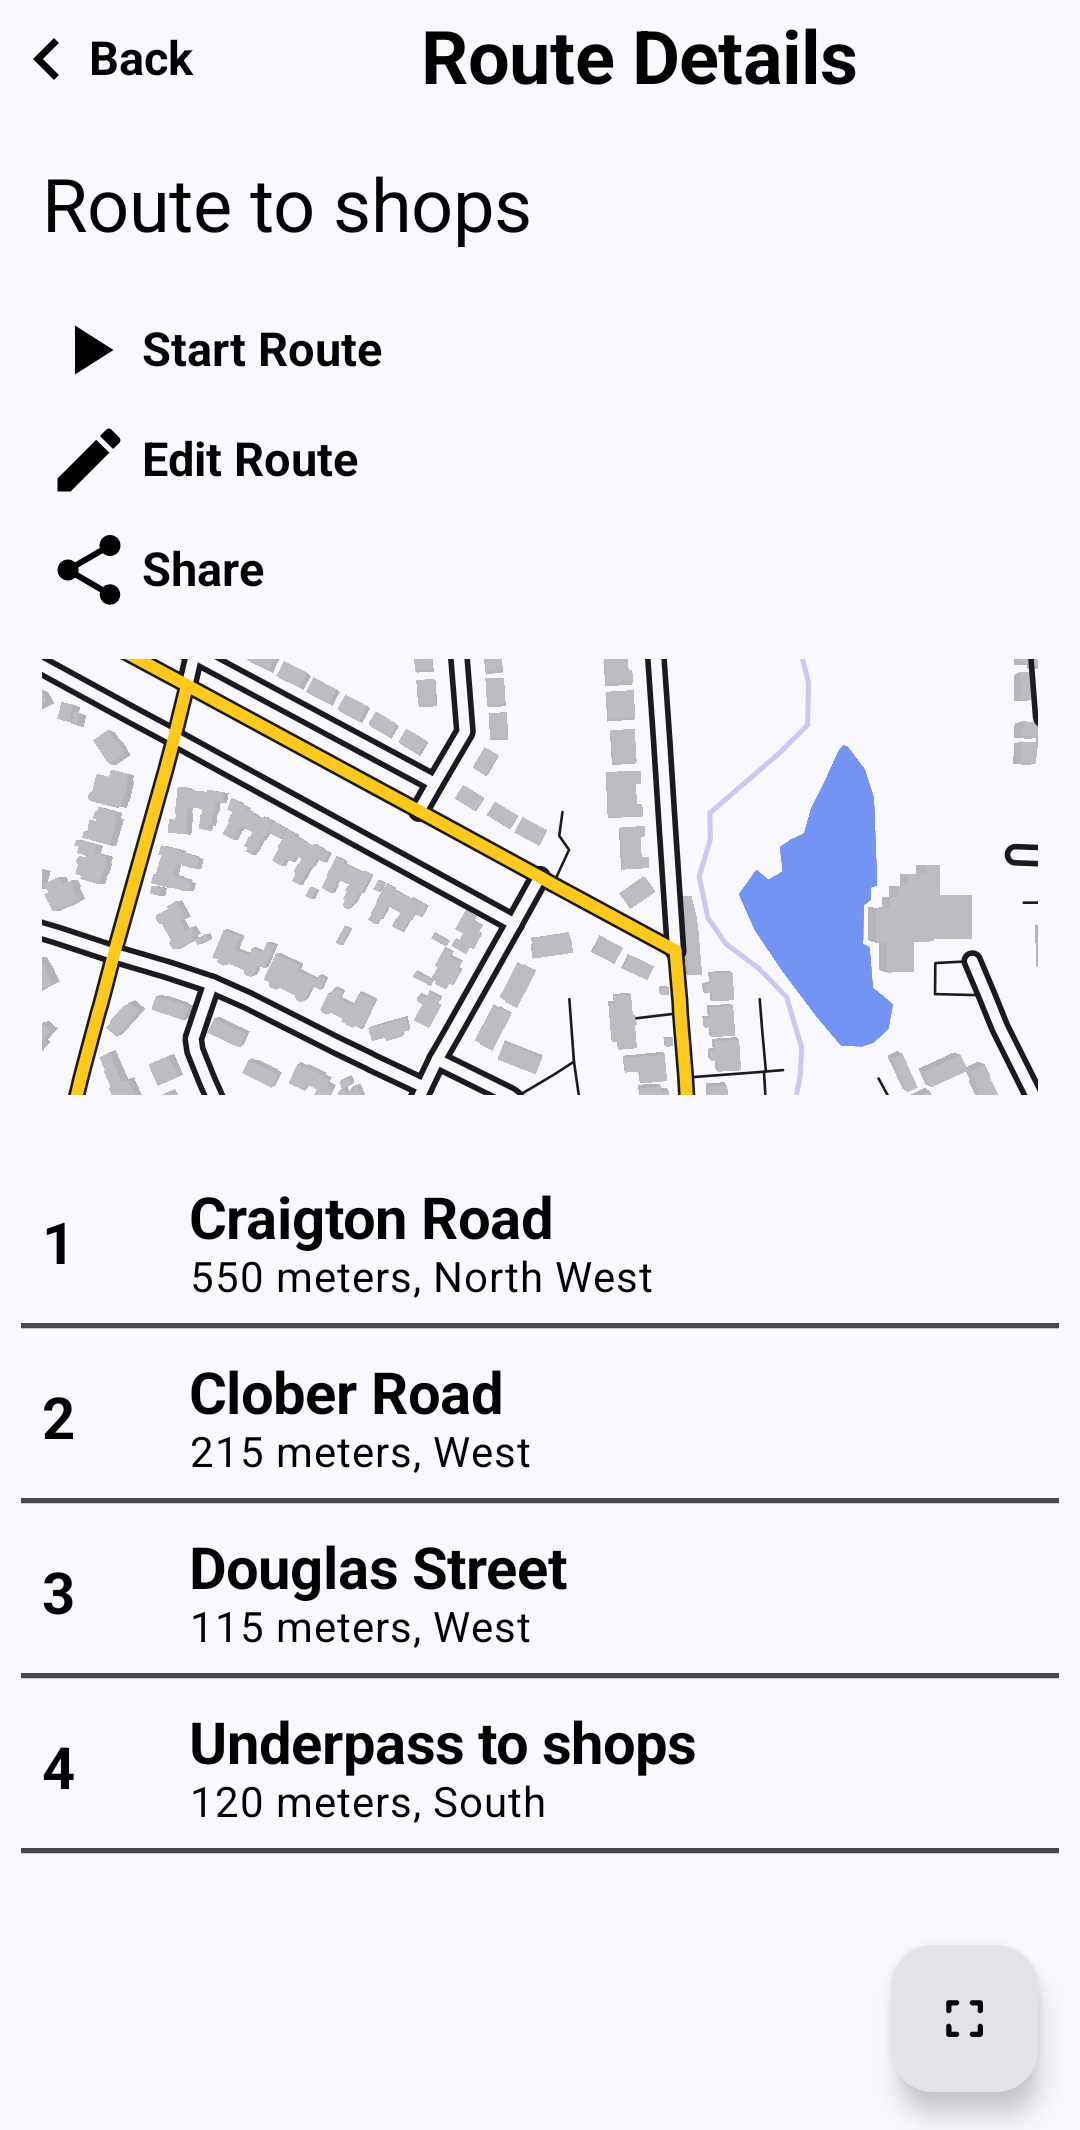 Back
Route Details
Route to shops
Start Route
Edit Route
Share
1
Craigton Road
550 meters, North West
2
Clober Road
215 meters, West
3
Douglas Street
115 meters, West
4
Underpass to shops
120 meters, South